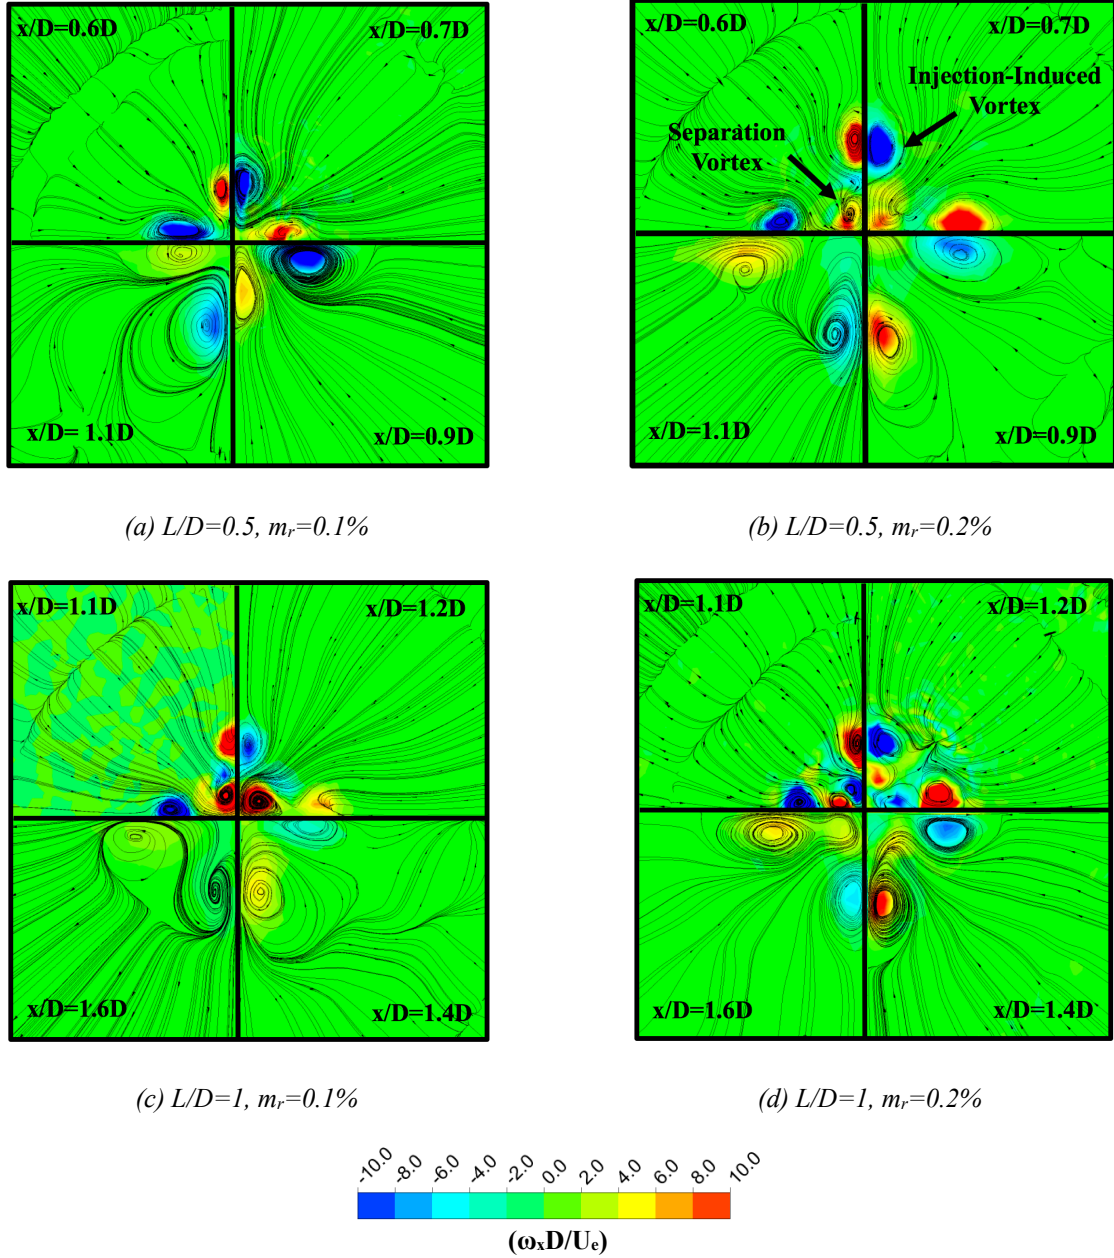 x/D=0.6D
x/D=0.7D
x/D= 1.1D
x/D=0.9D
(a) L/D=0.5, mr=0.1%
x/D=0.6D
x/D=0.7D
Injection-Induced
Vortex
Separation
Vortex
x/D=1.1D
x/D=0.9D
(b) L/D=0.5, mr=0.2%
x/D=1.1D
x/D=1.2D
x/D=1.6D
x/D=1.4D
(c) L/D=1, mr=0.1%
x/D=1.1D
x/D=1.2D
x/D=1.6D
x/D=1.4D
(d) L/D=1, mr=0.2%
-10.0 -8.0 -6.0 -4.0 -2.0 0.0 2.0 4.0 6.0 8.0 10.0
(ωxD/Ue)